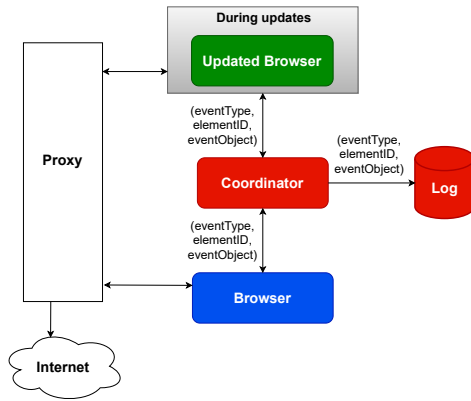 During updates
Updated Browser
(eventType,
elementID,
eventObject)
(eventType,
elementID,
eventObject)
Proxy
Coordinator
Log
(eventType,
elementID,
eventObject)
Browser
Internet